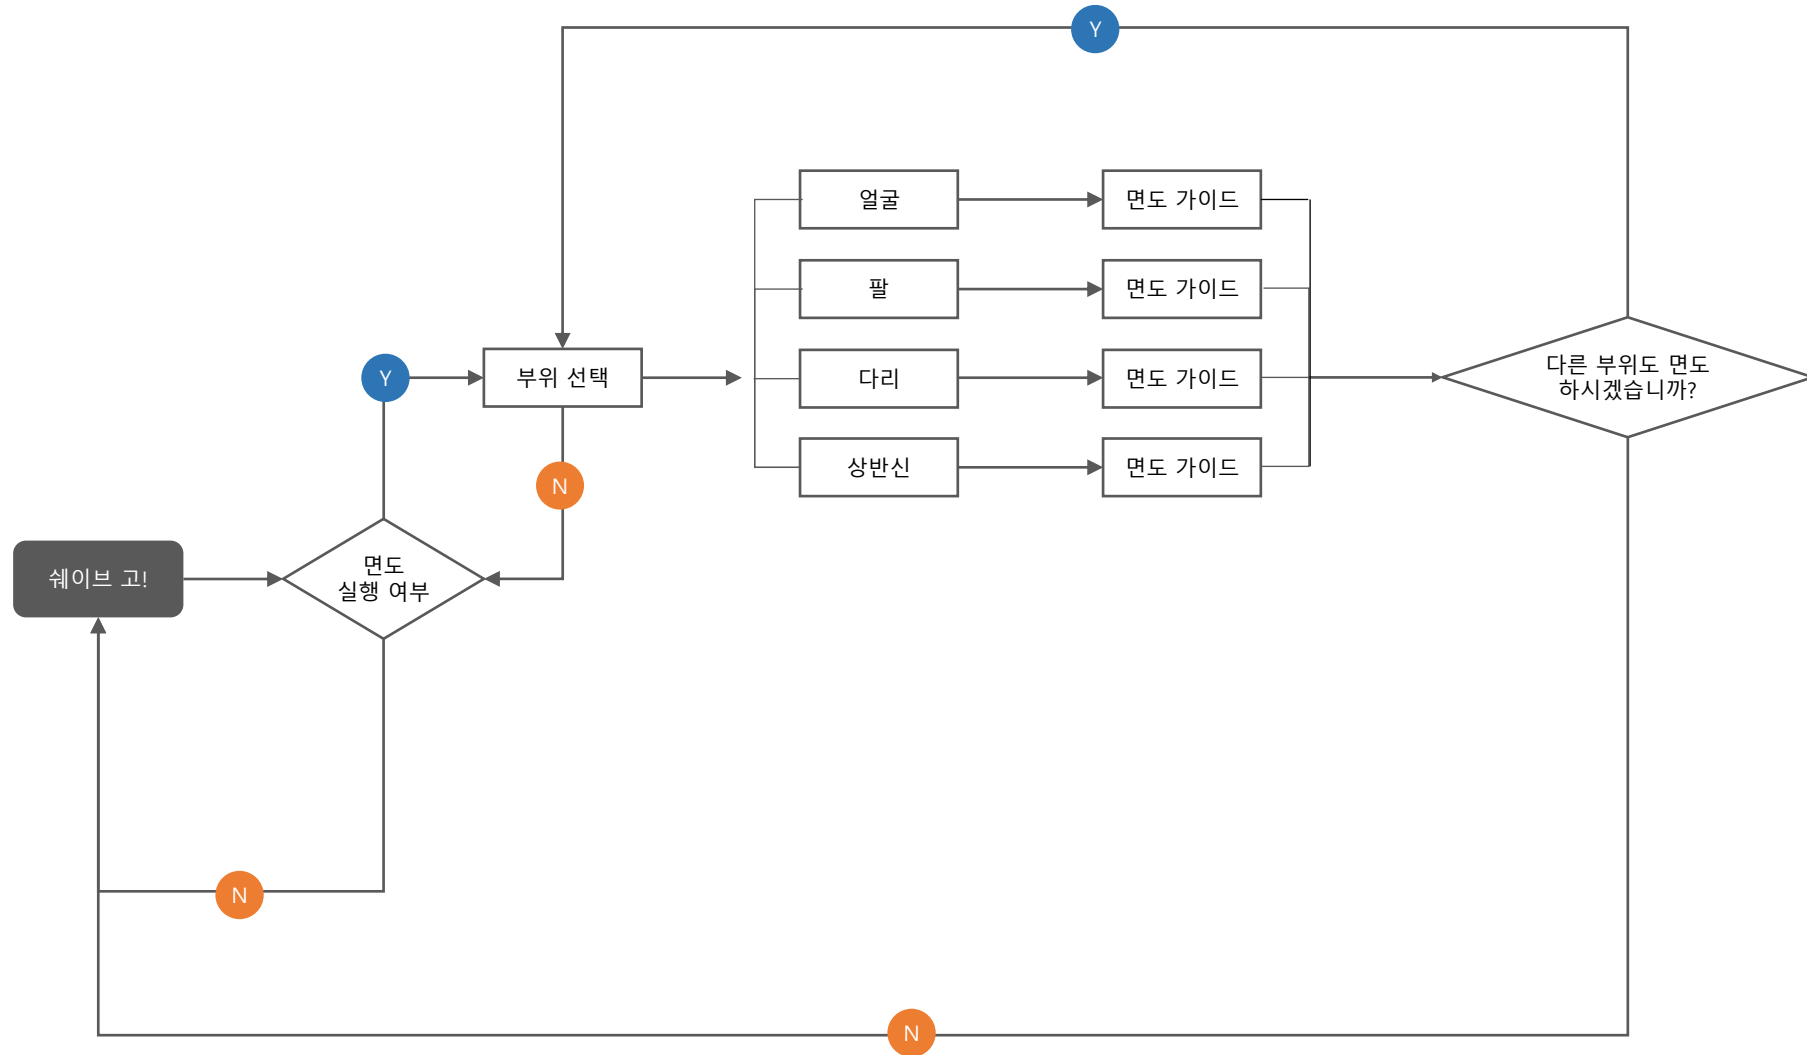 Y
얼굴
면도 가이드
팔
면도 가이드
Y
부위 선택
다리
면도 가이드
다른 부위도 면도
하시겠습니까?
상반신
면도 가이드
N
쉐이브 고!
면도
실행 여부
N
N